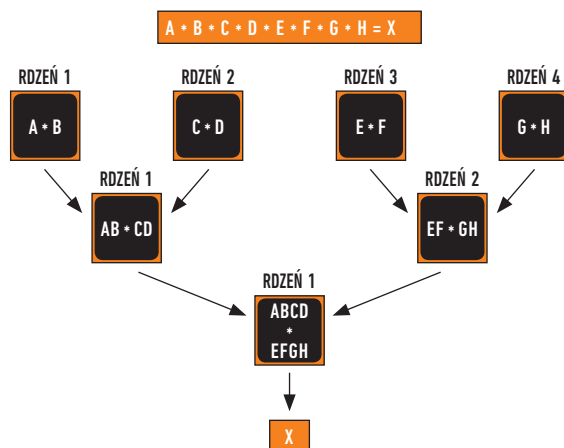 A * B * C * D * E * F * G * H = X
RDZEŃ 1
RDZEŃ 2
RDZEŃ 3
RDZEŃ 4
A * B
C * D
E * F
G * H
RDZEŃ 1
RDZEŃ 2
AB * CD
EF * GH
RDZEŃ 1
ABCD
*
EFGH
X